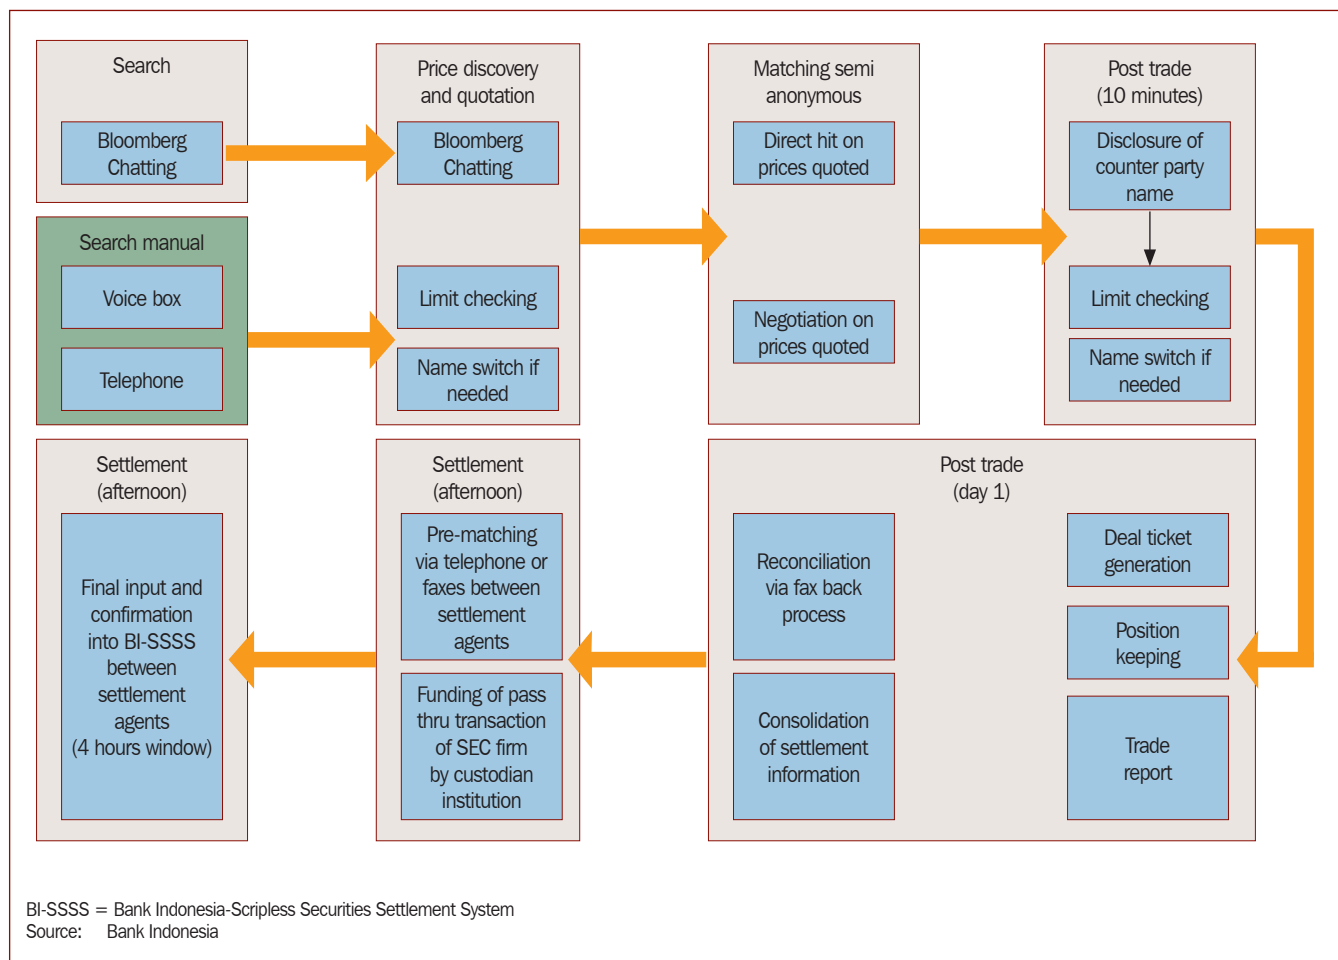 Search
Bloomberg
Chatting
Search manual
Voice box
Telephone
Price discovery
and quotation
Bloomberg
Chatting
Limit checking
Name switch if
needed
Matching semi
anonymous
Direct hit on
prices quoted
Negotiation on
prices quoted
Post trade
(10 minutes)
Disclosure of
counter party
name
Limit checking
Name switch if
needed
Post trade
(day 1)
Deal ticket
generation
Position
keeping
Trade
report
Reconciliation
via fax back
process
Consolidation
of settlement
information
Settlement
(afternoon)
Pre-matching
via telephone or
faxes between
settlement
agents
Funding of pass
thru transaction
of SEC firm
by custodian
institution
Settlement
(afternoon)
Final input and
confirmation
into BI-SSSS
between
settlement
agents
(4 hours window)
BI-SSSS = Bank Indonesia-Scripless Securities Settlement System
Source: Bank Indonesia